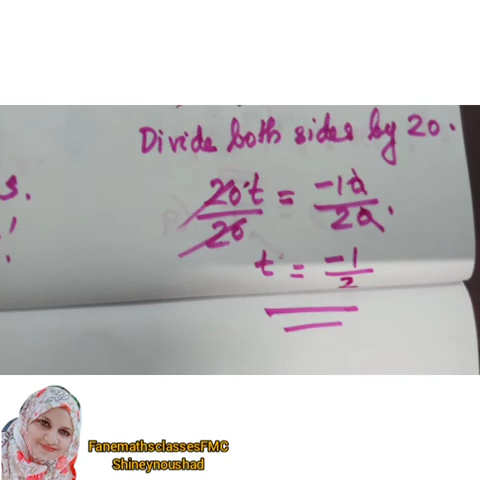 Divide both sides by 20.
s.
20t/20 = -10/20.
t = -1/2
FanemathsclassesFMC
Shineynoushad